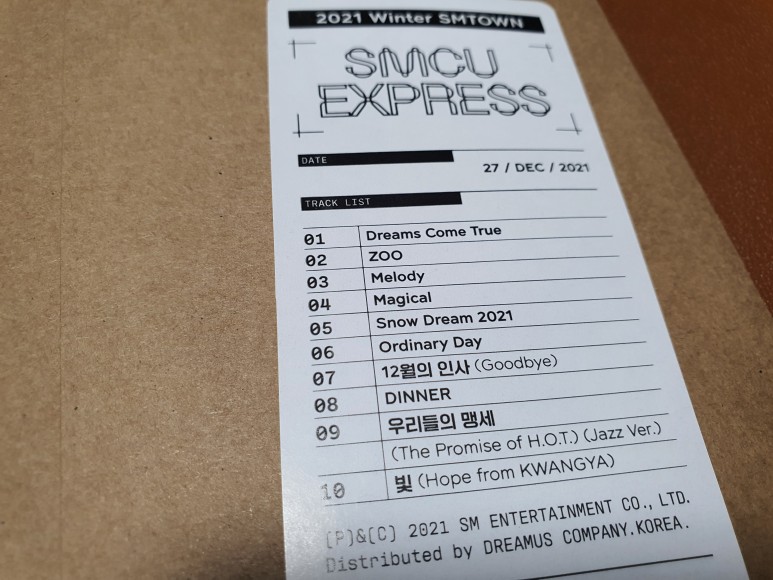 2021 Winter SMTOWN
SMCU
EXPRESS
DATE
27 / DEC / 2021
TRACK LIST
01 Dreams Come True
02 ZOO
03 Melody
04 Magical
05 Snow Dream 2021
06 Ordinary Day
07 12월의 인사 (Goodbye)
08 DINNER
09 우리들의 맹세
(The Promise of H.O.T.) (Jazz Ver.)
10 빛 (Hope from KWANGYA)
(P)&(C) 2021 SM ENTERTAINMENT CO., LTD.
Distributed by DREAMUS COMPANY.KOREA.